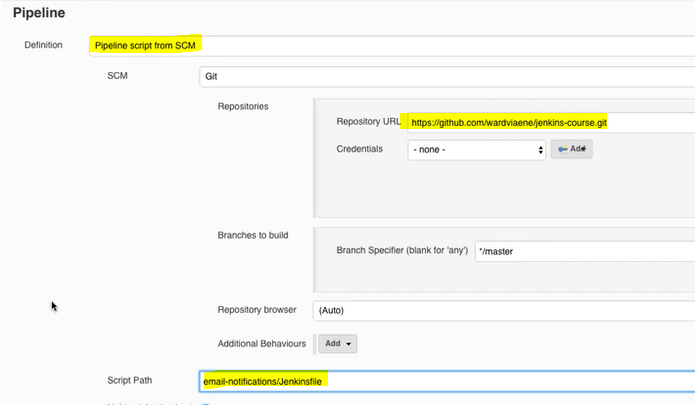 Pipeline
Definition
Pipeline script from SCM
SCM
Git
Repositories
Repository URL
https://github.com/wardviaene/jenkins-course.git
Credentials
- none -
Add
Branches to build
Branch Specifier (blank for 'any')
*/master
Repository browser
(Auto)
Additional Behaviours
Add
Script Path
email-notifications/Jenkinsfile